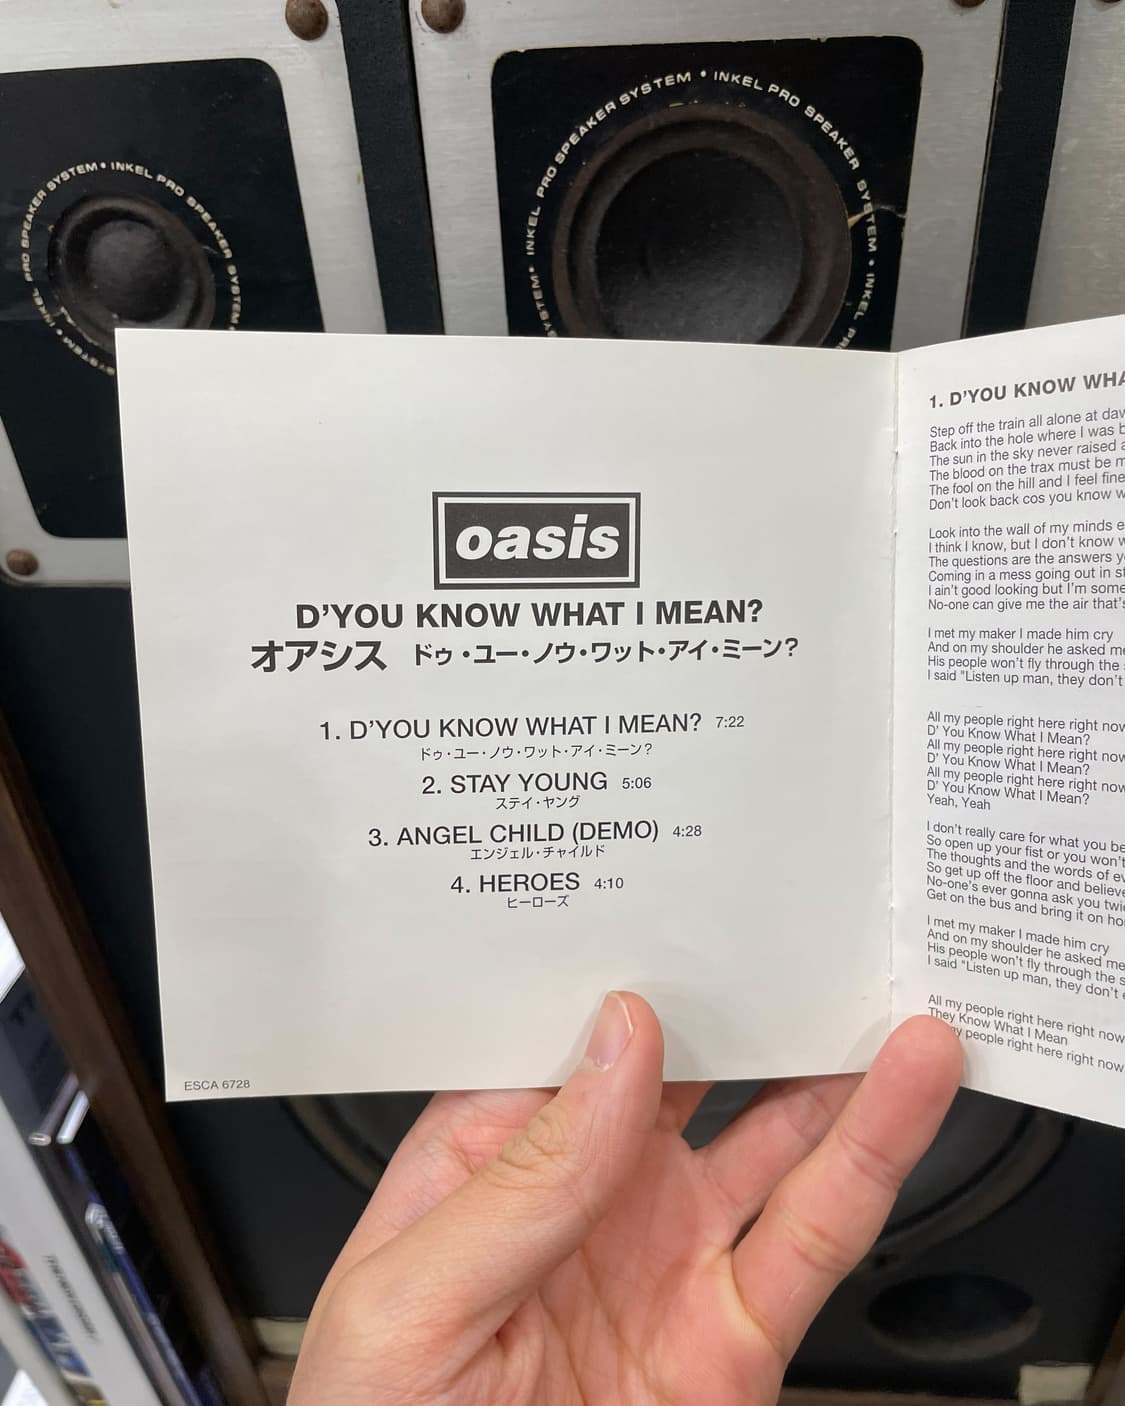 SPEAKER SYSTEM • INKEL PRO SPEAKER SYSTEM •
INKEL PRO SPEAKER SYSTEM • INKEL PRO SPEAKER SYSTEM • INKEL
oasis
D'YOU KNOW WHAT I MEAN?
オアシス ドゥ・ユー・ノウ・ワット・アイ・ミーン?
1. D'YOU KNOW WHAT I MEAN? 7:22
ドゥ・ユー・ノウ・ワット・アイ・ミーン?
2. STAY YOUNG 5:06
ステイ・ヤング
3. ANGEL CHILD (DEMO) 4:28
エンジェル・チャイルド
4. HEROES 4:10
ヒーローズ
ESCA 6728
1. D'YOU KNOW
Step off the train all alone at
Back into the hole where I was
The sun in the sky never raised
The blood on the trax must be
The fool on the hill and I feel fine
Don't look back cos you know
Look into the wall of my minds
I think I know, but I don't know
The questions are the answers
Coming in a mess going out in
I ain't good looking but I'm
No-one can give me the air that's
I met my maker I made him cry
And on my shoulder he asked me
His people won't fly through the
I said "Listen up man, they don't
All my people right here right now
D' You Know What I Mean?
All my people right here right now
D' You Know What I Mean?
All my people right here right now
D' You Know What I Mean?
Yeah, Yeah
I don't really care for what you
So open up your fist or you won't
The thoughts and the words of
So get up off the floor and believe
No-one's ever gonna ask you
Get on the bus and bring it on
I met my maker I made him cry
And on my shoulder he asked me
His people won't fly through the
I said "Listen up man, they don't
All my people right here right now
They Know What I Mean
people right here right now